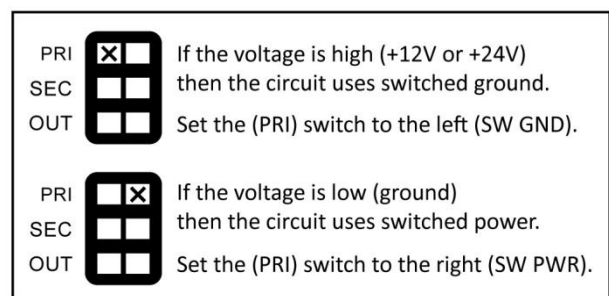 PRI If the voltage is high (+12V or +24V)
SEC then the circuit uses switched ground.
OUT Set the (PRI) switch to the left (SW GND).
PRI If the voltage is low (ground)
SEC then the circuit uses switched power.
OUT Set the (PRI) switch to the right (SW PWR).